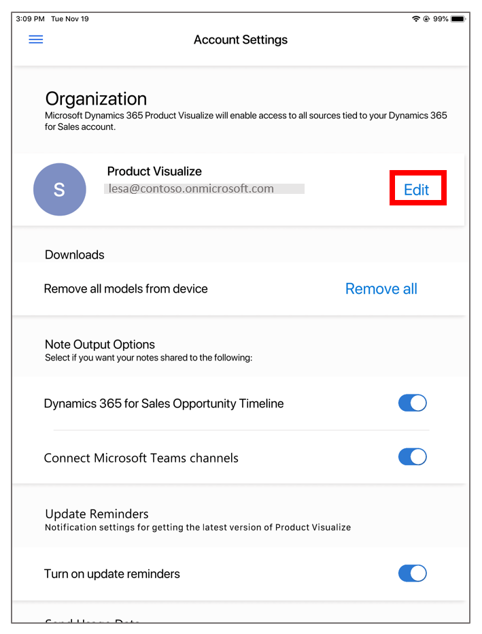 3:09 PM Tue Nov 19
99%
Account Settings
Organization
Microsoft Dynamics 365 Product Visualize will enable access to all sources tied to your Dynamics 365
for Sales account.
S
Product Visualize
lesa@contoso.onmicrosoft.com
Edit
Downloads
Remove all models from device
Remove all
Note Output Options
Select if you want your notes shared to the following:
Dynamics 365 for Sales Opportunity Timeline
Connect Microsoft Teams channels
Update Reminders
Notification settings for getting the latest version of Product Visualize
Turn on update reminders